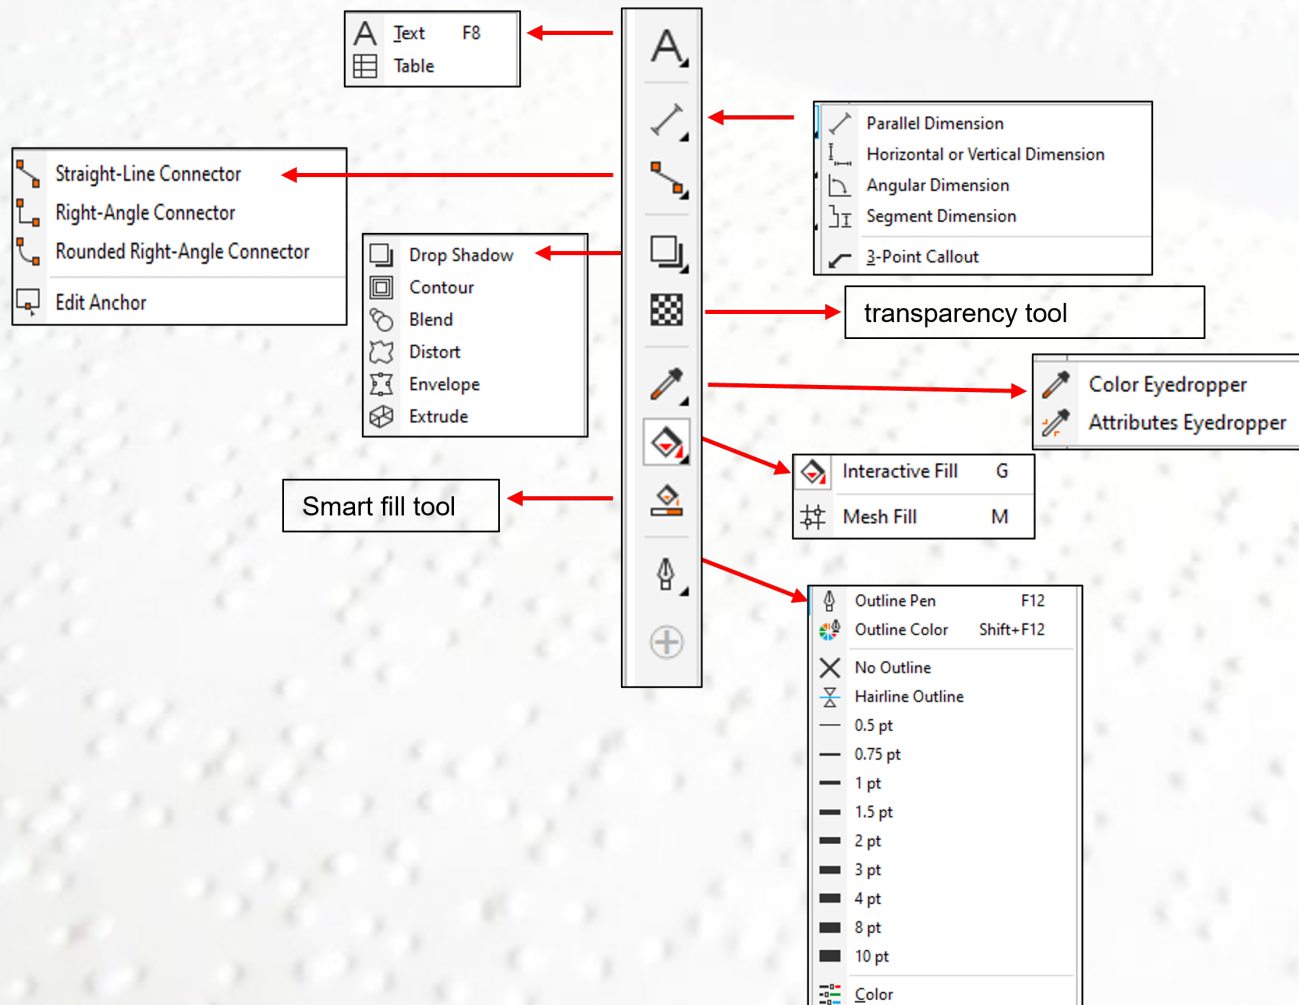 Text F8
Table
Parallel Dimension
Horizontal or Vertical Dimension
Angular Dimension
Segment Dimension
3-Point Callout
Straight-Line Connector
Right-Angle Connector
Rounded Right-Angle Connector
Edit Anchor
Drop Shadow
Contour
Blend
Distort
Envelope
Extrude
transparency tool
Color Eyedropper
Attributes Eyedropper
Interactive Fill G
Mesh Fill M
Smart fill tool
Outline Pen F12
Outline Color Shift+F12
No Outline
Hairline Outline
0.5 pt
0.75 pt
1 pt
1.5 pt
2 pt
3 pt
4 pt
8 pt
10 pt
Color